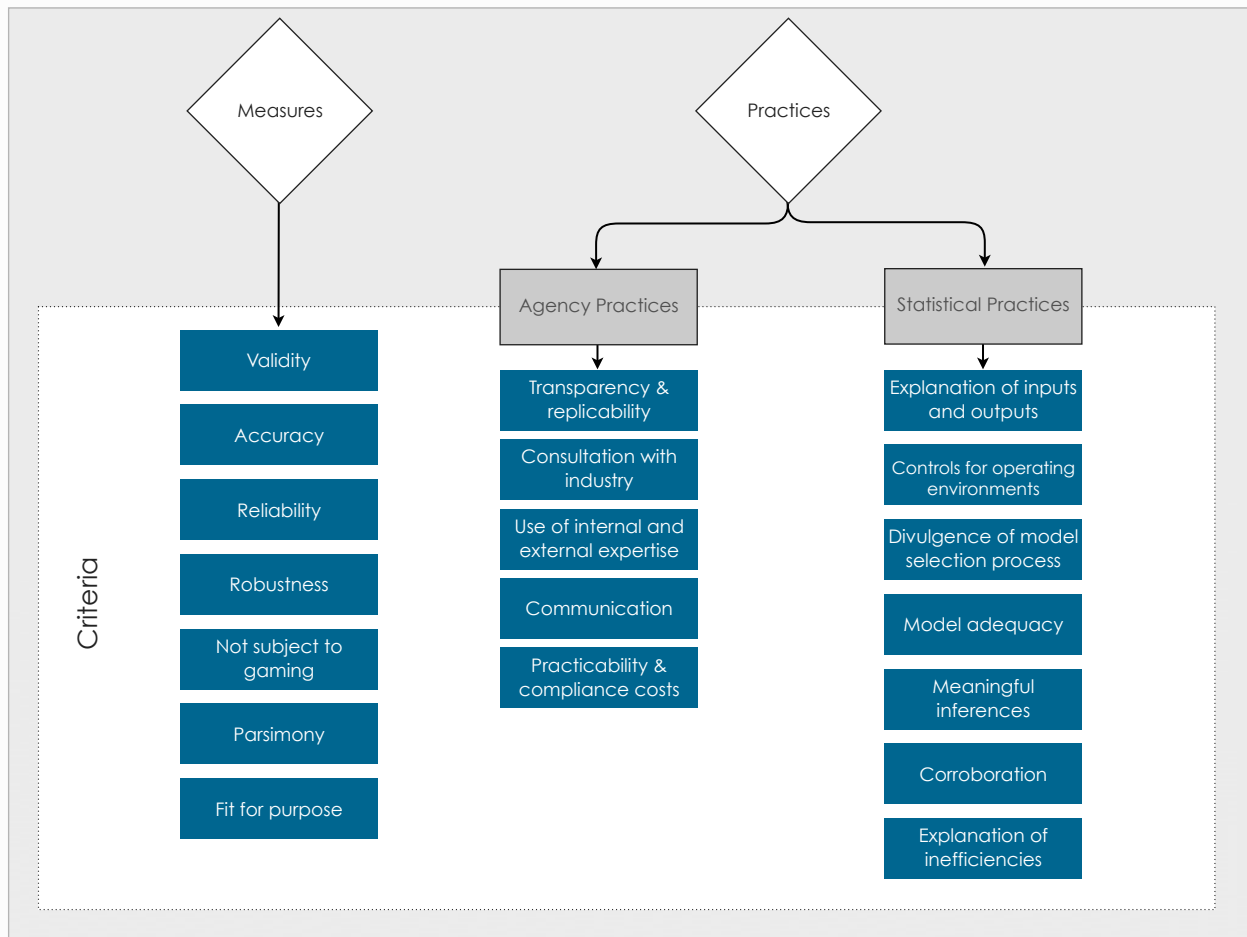 Measures
Practices
Agency Practices
Statistical Practices
Criteria
Validity
Accuracy
Reliability
Robustness
Not subject to
gaming
Parsimony
Fit for purpose
Transparency &
replicability
Consultation with
industry
Use of internal and
external expertise
Communication
Practicability &
compliance costs
Explanation of inputs
and outputs
Controls for operating
environments
Divulgence of model
selection process
Model adequacy
Meaningful
inferences
Corroboration
Explanation of
inefficiencies